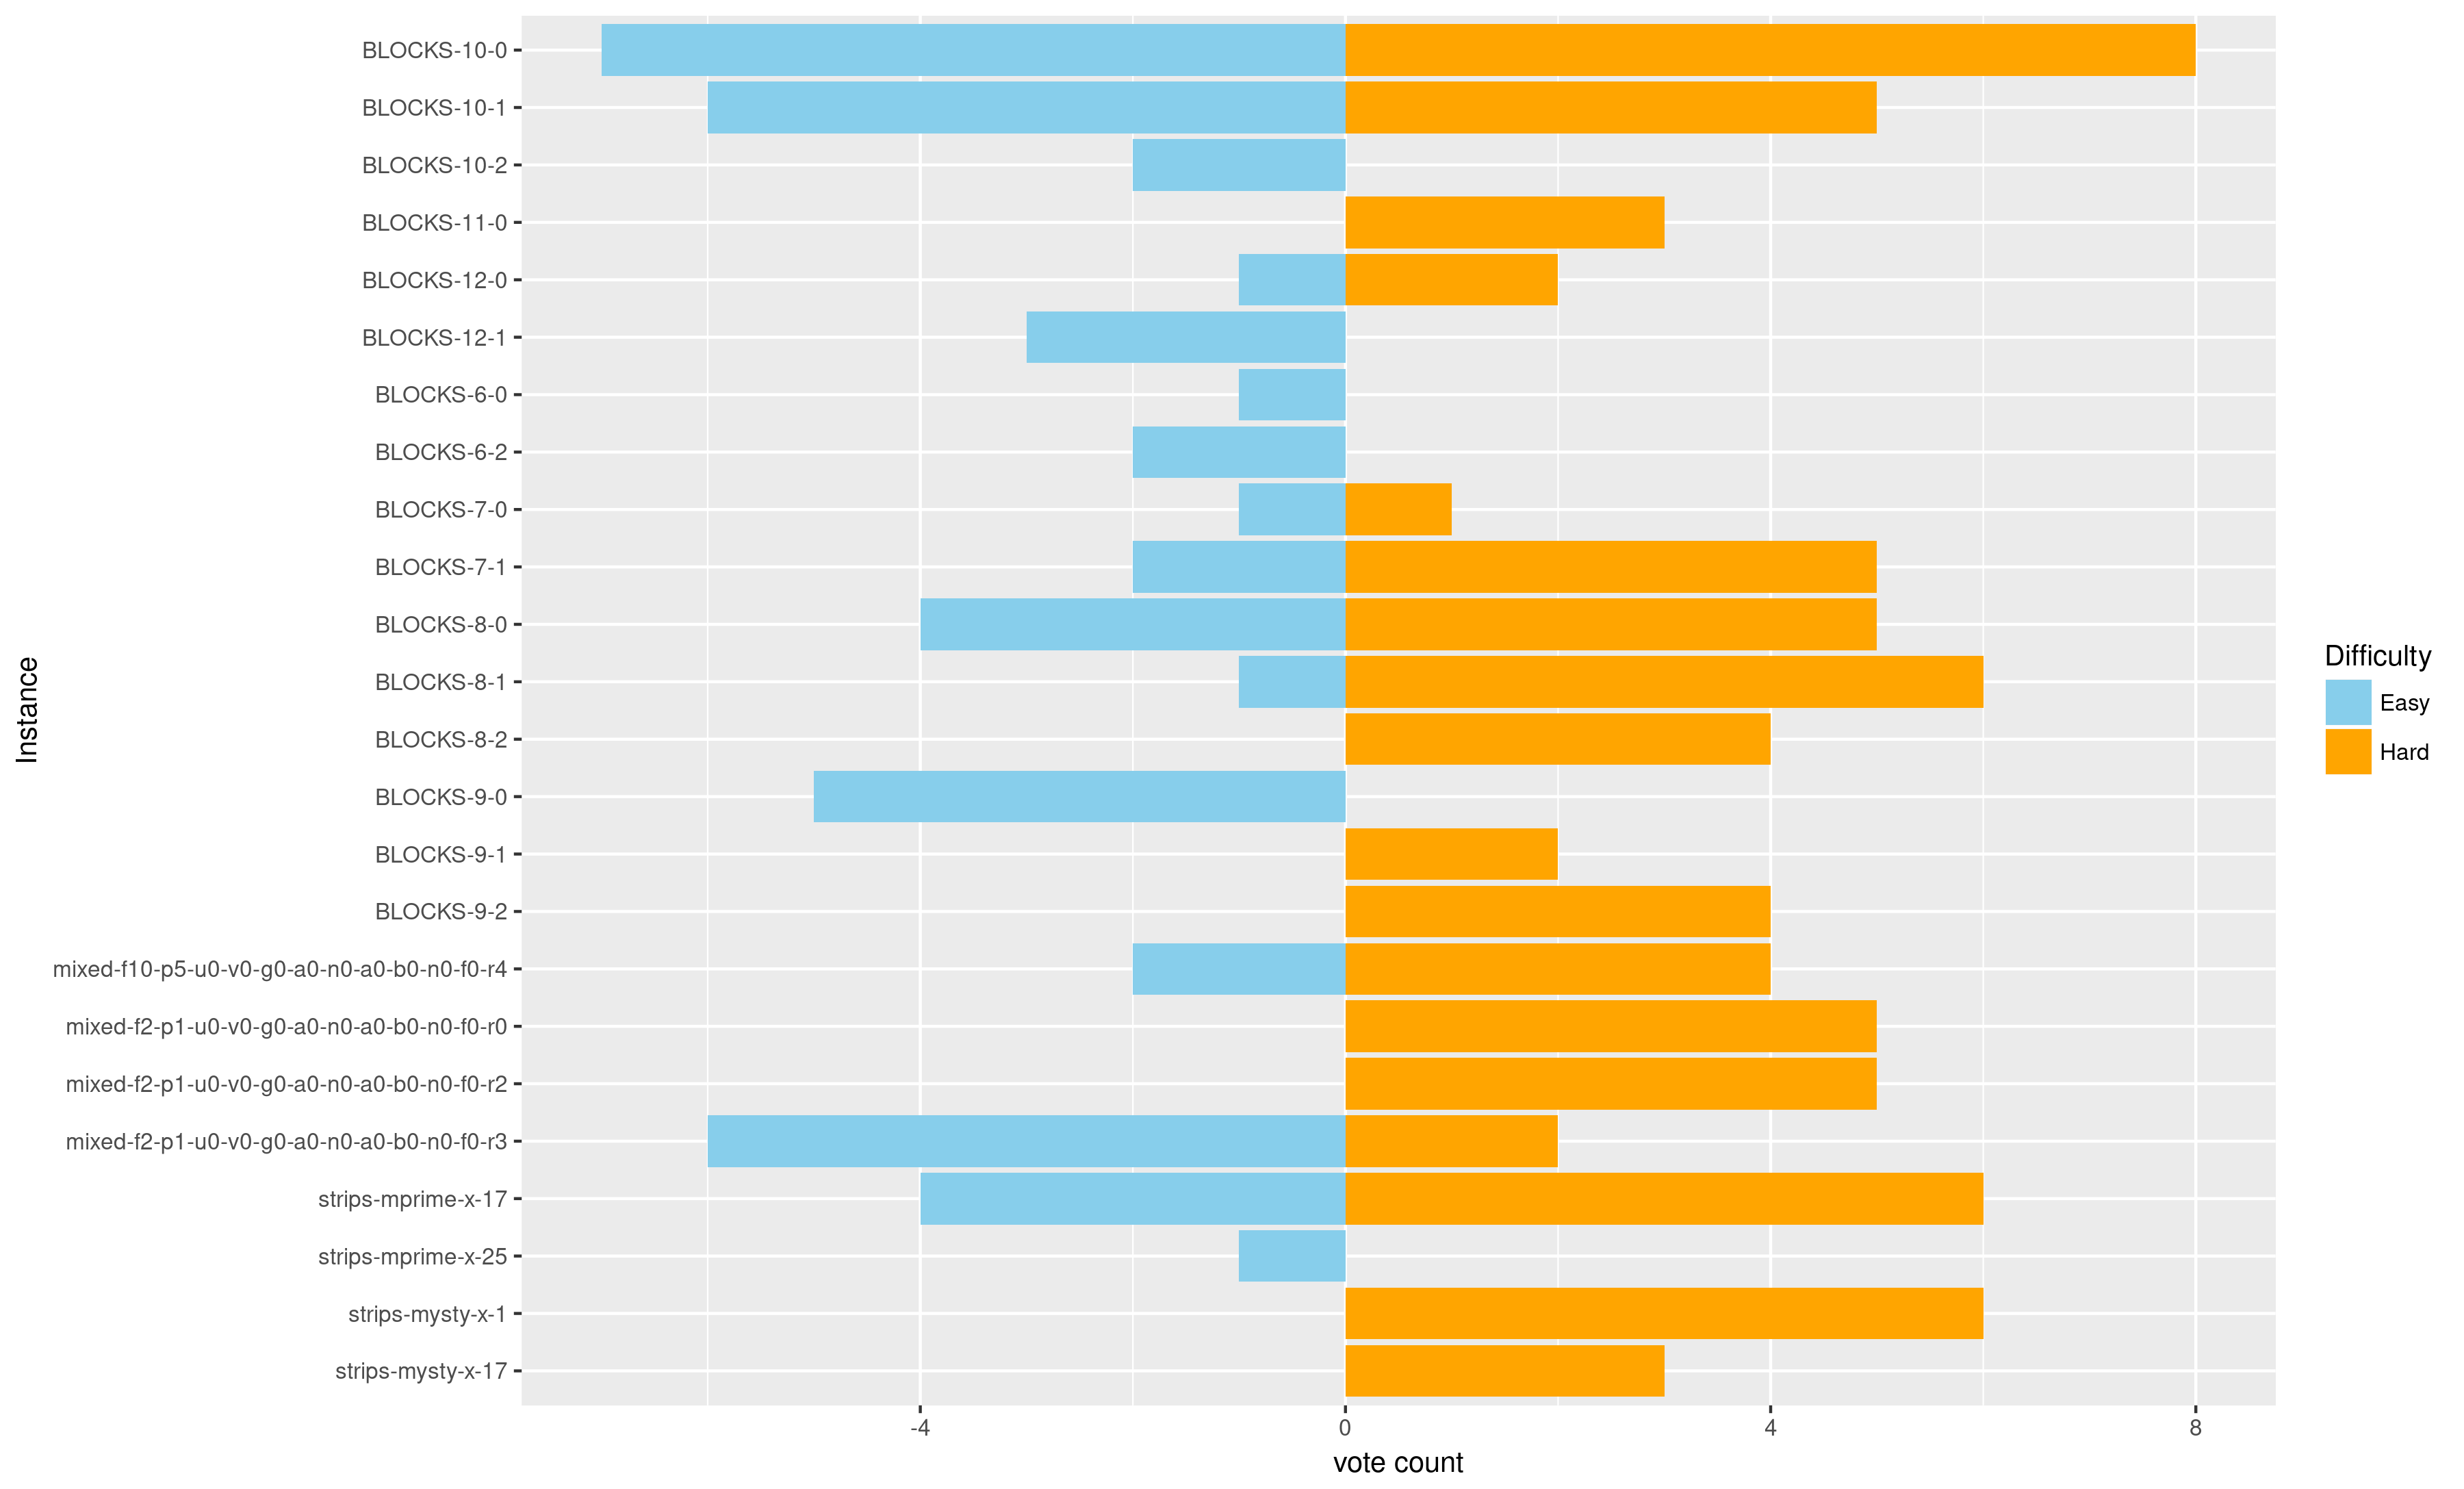 BLOCKS-10-0
BLOCKS-10-1
BLOCKS-10-2
BLOCKS-11-0
BLOCKS-12-0
BLOCKS-12-1
BLOCKS-6-0
BLOCKS-6-2
BLOCKS-7-0
BLOCKS-7-1
BLOCKS-8-0
BLOCKS-8-1
BLOCKS-8-2
BLOCKS-9-0
BLOCKS-9-1
BLOCKS-9-2
mixed-f10-p5-u0-v0-g0-a0-n0-a0-b0-n0-f0-r4
mixed-f2-p1-u0-v0-g0-a0-n0-a0-b0-n0-f0-r0
mixed-f2-p1-u0-v0-g0-a0-n0-a0-b0-n0-f0-r2
mixed-f2-p1-u0-v0-g0-a0-n0-a0-b0-n0-f0-r3
strips-mprime-x-17
strips-mprime-x-25
strips-mysty-x-1
strips-mysty-x-17
Instance
-4 0 4 8
vote count
Difficulty
Easy
Hard